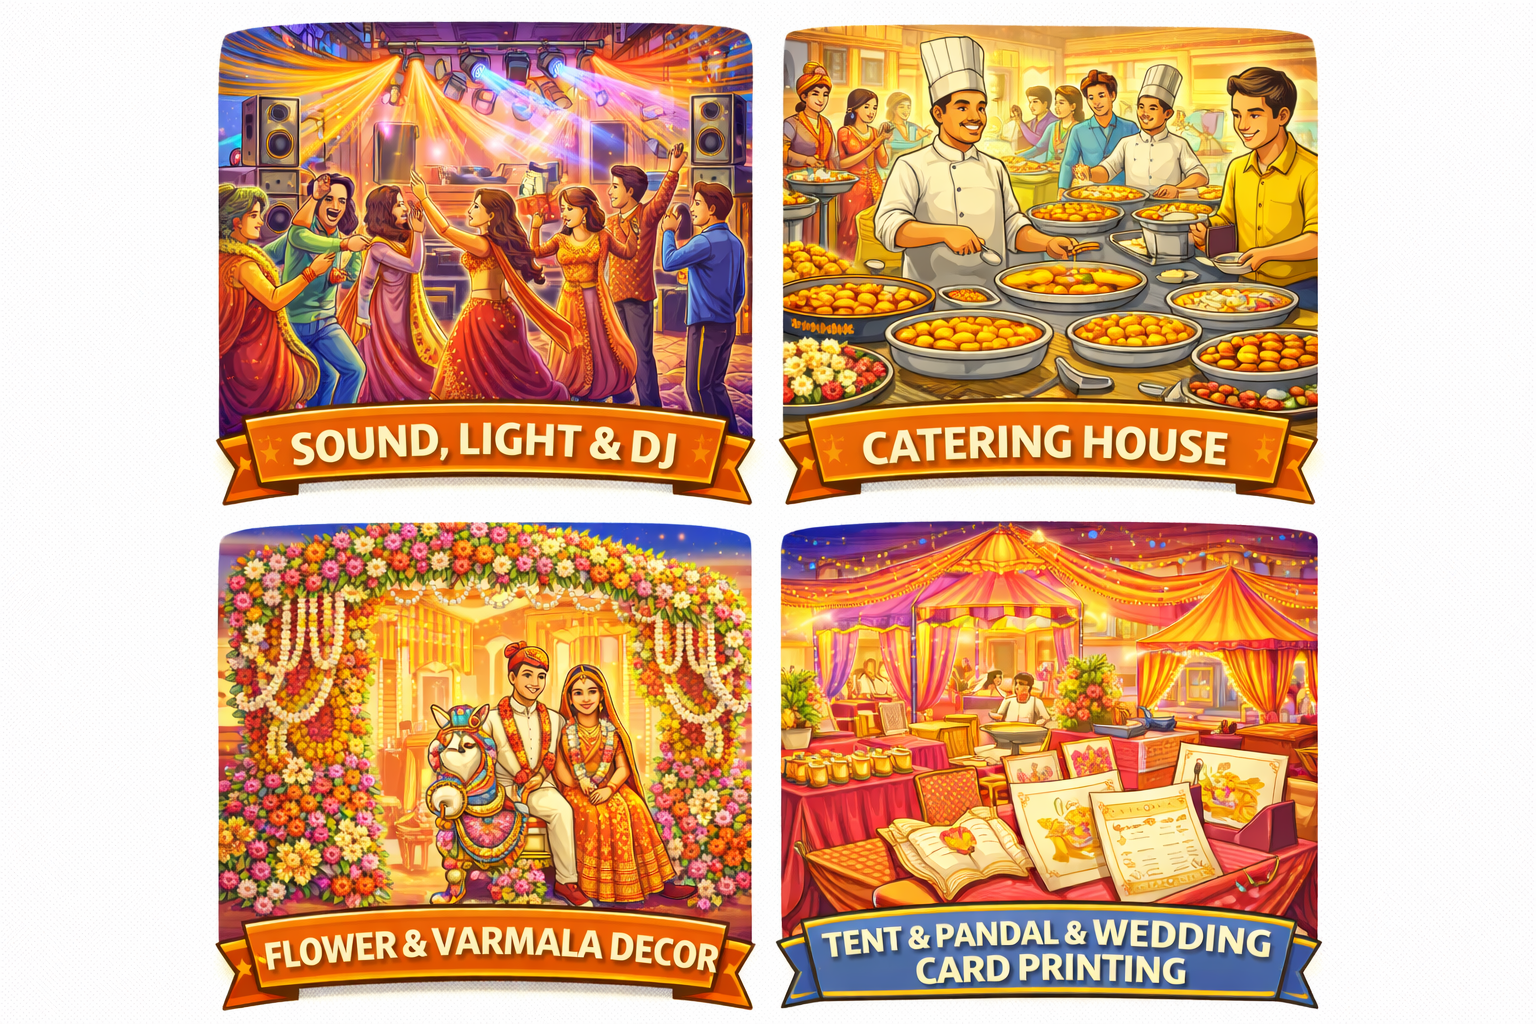 SOUND, LIGHT & DJ
CATERING HOUSE
FLOWER & VARMALA DECOR
TENT & PANDAL & WEDDING
CARD PRINTING